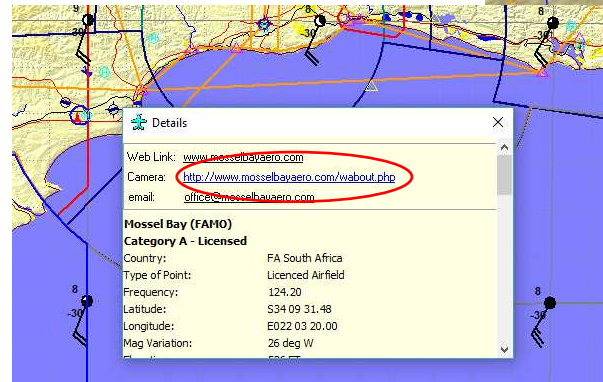 9
8
8
-30
-30
Details
Web Link: www.mosselbayaero.com
Camera: http://www.mosselbayaero.com/wabout.php
email: office@mosselbayaero.com
Mossel Bay (FAMO)
Category A - Licensed
Country: FA South Africa
Type of Point: Licenced Airfield
Frequency: 124.20
Latitude: S34 09 31.48
Longitude: E022 03 20.00
Mag Variation: 26 deg W
8
-30
8
-30